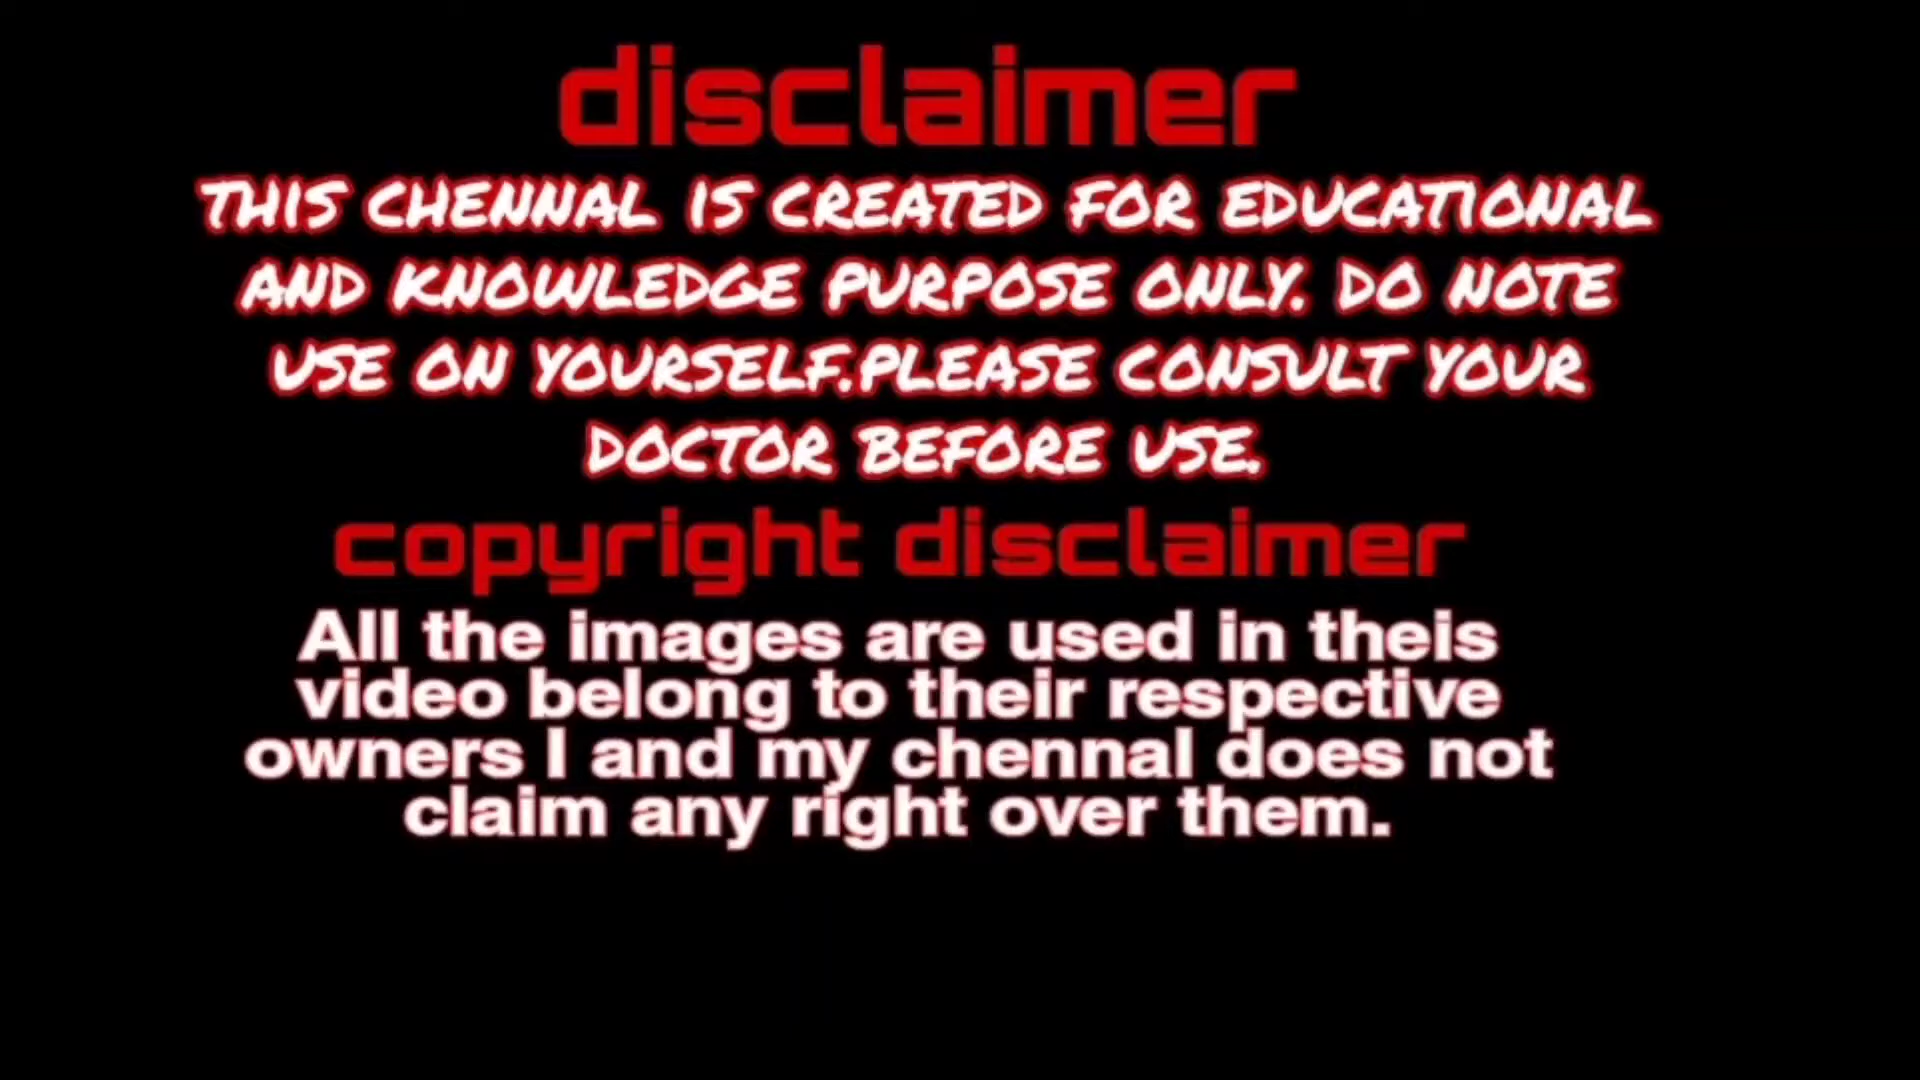 disclaimer
THIS CHENNAL IS CREATED FOR EDUCATIONAL
AND KNOWLEDGE PURPOSE ONLY. DO NOTE
USE ON YOURSELF.PLEASE CONSULT YOUR
DOCTOR BEFORE USE.
copyright disclaimer
All the images are used in theis
video belong to their respective
owners I and my chennal does not
claim any right over them.